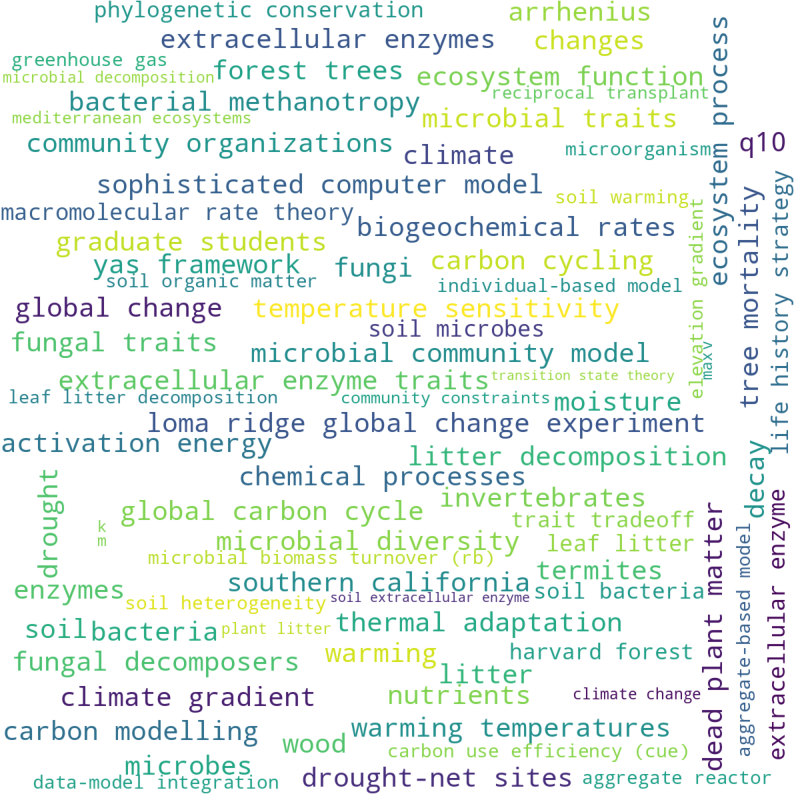 phylogenetic conservation
arrhenius
extracellular enzymes
changes
greenhouse gas
forest trees
ecosystem function
microbial decomposition
reciprocal transplant
bacterial methanotropy
mediterranean ecosystems
microbial traits
ecosystem process
community organizations
climate
microorganism
q10
sophisticated computer model
soil warming
macromolecular rate theory
biogeochemical rates
graduate students
yas framework
fungi
carbon cycling
soil organic matter
individual-based model
elevation gradient
tree mortality
life history strategy
global change
temperature sensitivity
soil microbes
fungal traits
microbial community model
maxv
extracellular enzyme traits
transition state theory
leaf litter decomposition
community constraints
moisture
loma ridge global change experiment
activation energy
litter decomposition
decay
chemical processes
drought
global carbon cycle
invertebrates
trait tradeoff
k
m
microbial diversity
leaf litter
microbial biomass turnover (rb)
termites
enzymes
southern california
soil bacteria
soil heterogeneity
soil extracellular enzyme
dead plant matter
aggregate-based model
extracellular enzyme
soil
bacteria
plant litter
thermal adaptation
fungal decomposers
warming
harvard forest
litter
climate gradient
nutrients
climate change
carbon modelling
warming temperatures
wood
carbon use efficiency (cue)
microbes
data-model integration
drought-net sites
aggregate reactor